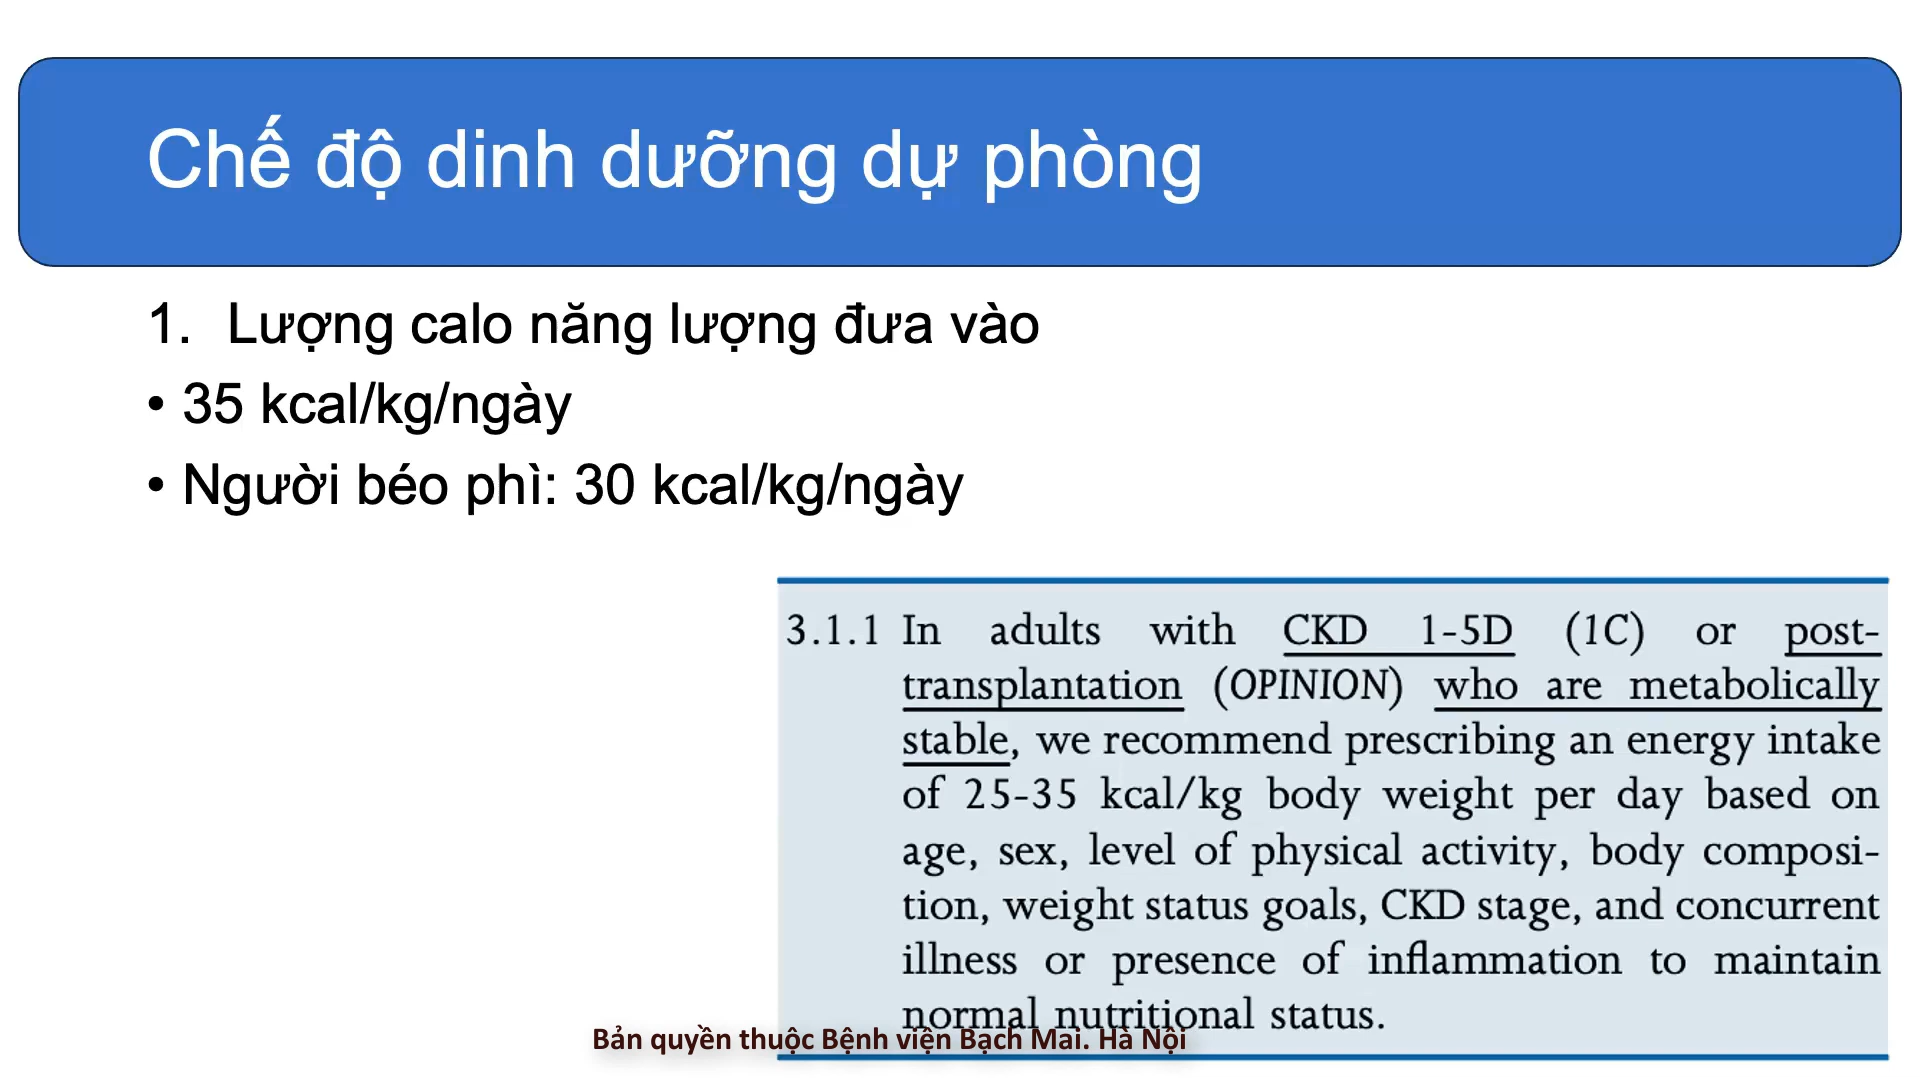 Chế độ dinh dưỡng dự phòng
1. Lượng calo năng lượng đưa vào
• 35 kcal/kg/ngày
• Người béo phì: 30 kcal/kg/ngày
3.1.1 In adults with CKD 1-5D (1C) or post-
transplantation (OPINION) who are metabolically
stable, we recommend prescribing an energy intake
of 25-35 kcal/kg body weight per day based on
age, sex, level of physical activity, body composi-
tion, weight status goals, CKD stage, and concurrent
illness or presence of inflammation to maintain
normal nutritional status.
Bản quyền thuộc Bệnh viện Bạch Mai. Hà Nội